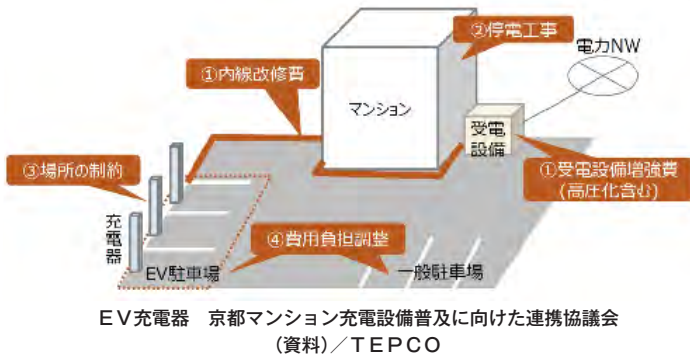 ②停電工事
電力NW
①内線改修費
マンション
受電
設備
③場所の制約
①受電設備増強費
(高圧化含む)
充電器
④費用負担調整
EV駐車場
一般駐車場
EV充電器 京都マンション充電設備普及に向けた連携協議会
(資料)/TEPCO